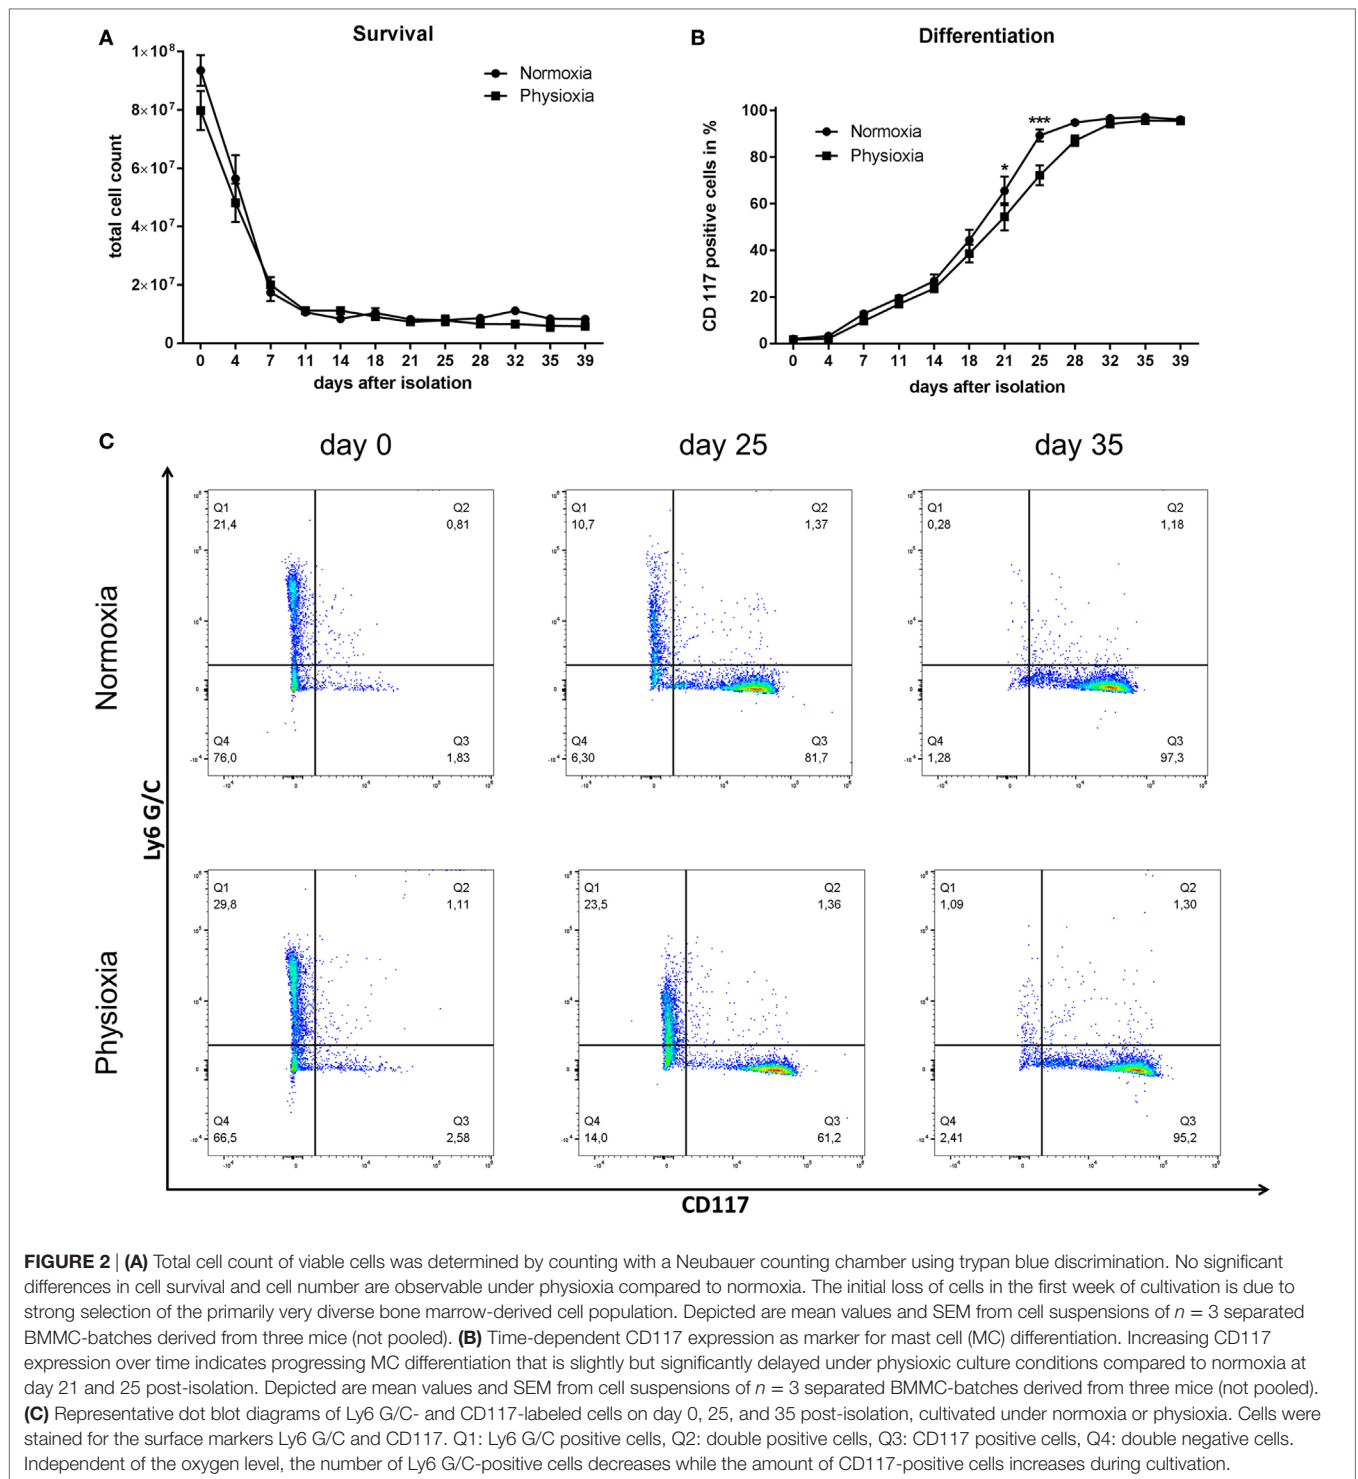 A
Survival
1×10⁸
8×10⁷
6×10⁷
4×10⁷
2×10⁷
0
total cell count
Normoxia
Physioxia
0 4 7 11 14 18 21 25 28 32 35 39
days after isolation
B
Differentiation
100
80
60
40
20
0
CD 117 positive cells in %
Normoxia
Physioxia
*
***
0 4 7 11 14 18 21 25 28 32 35 39
days after isolation
C
day 0 day 25 day 35
Ly6 G/C
Normoxia
Q1 Q2 Q1 Q2 Q1 Q2
21,4 0,81 10,7 1,37 0,28 1,18
Q4 Q3 Q4 Q3 Q4 Q3
76,0 1,83 6,30 81,7 1,28 97,3
Physioxia
Q1 Q2 Q1 Q2 Q1 Q2
29,8 1,11 23,5 1,36 1,09 1,30
Q4 Q3 Q4 Q3 Q4 Q3
66,5 2,58 14,0 61,2 2,41 95,2
CD117
FIGURE 2 | (A) Total cell count of viable cells was determined by counting with a Neubauer counting chamber using trypan blue discrimination. No significant
differences in cell survival and cell number are observable under physioxia compared to normoxia. The initial loss of cells in the first week of cultivation is due to
strong selection of the primarily very diverse bone marrow-derived cell population. Depicted are mean values and SEM from cell suspensions of n = 3 separated
BMMC-batches derived from three mice (not pooled). (B) Time-dependent CD117 expression as marker for mast cell (MC) differentiation. Increasing CD117
expression over time indicates progressing MC differentiation that is slightly but significantly delayed under physioxic culture conditions compared to normoxia at
day 21 and 25 post-isolation. Depicted are mean values and SEM from cell suspensions of n = 3 separated BMMC-batches derived from three mice (not pooled).
(C) Representative dot blot diagrams of Ly6 G/C- and CD117-labeled cells on day 0, 25, and 35 post-isolation, cultivated under normoxia or physioxia. Cells were
stained for the surface markers Ly6 G/C and CD117. Q1: Ly6 G/C positive cells, Q2: double positive cells, Q3: CD117 positive cells, Q4: double negative cells.
Independent of the oxygen level, the number of Ly6 G/C-positive cells decreases while the amount of CD117-positive cells increases during cultivation.